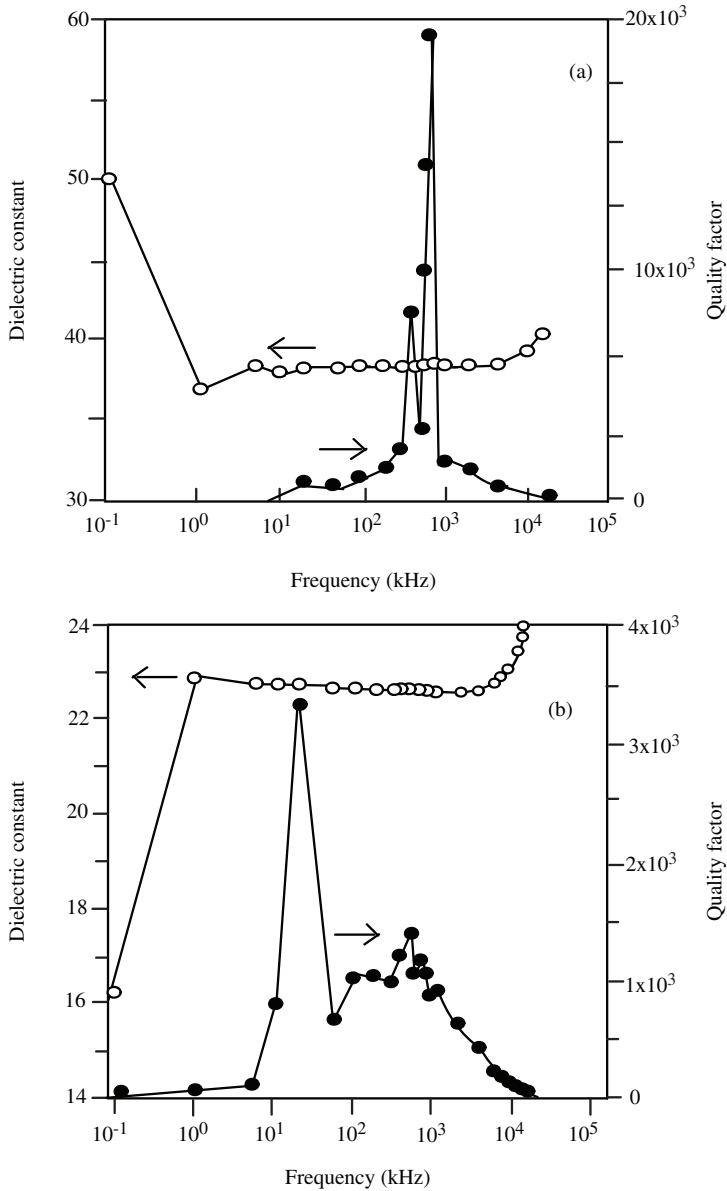 60
20x10³
(a)
50
10x10³
40
30
0
Dielectric constant
Quality factor
10⁻¹ 10⁰ 10¹ 10² 10³ 10⁴ 10⁵
Frequency (kHz)
24
4x10³
(b)
22
3x10³
20
2x10³
18
1x10³
16
14
0
Dielectric constant
Quality factor
10⁻¹ 10⁰ 10¹ 10² 10³ 10⁴ 10⁵
Frequency (kHz)